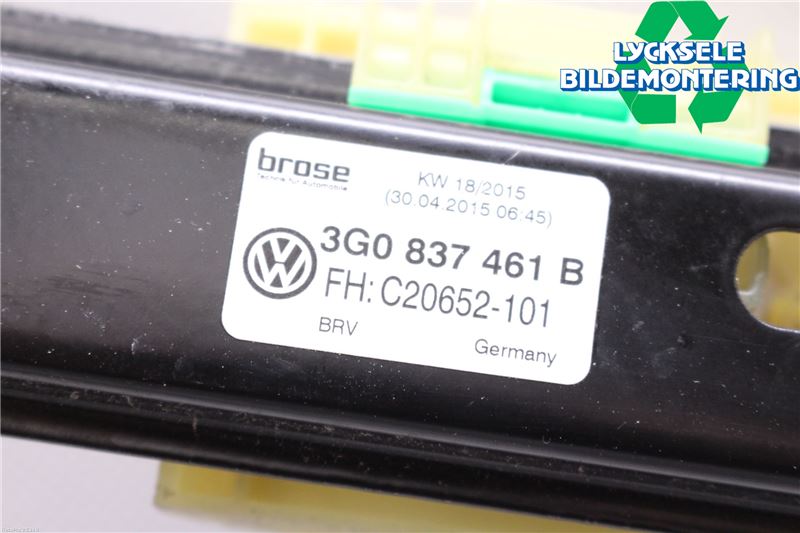 LYCKSELE
BILDEMONTERING
brose
Technik für Automobile
KW 18/2015
(30.04.2015 06:45)
3G0 837 461 B
FH: C20652-101
BRV
Germany